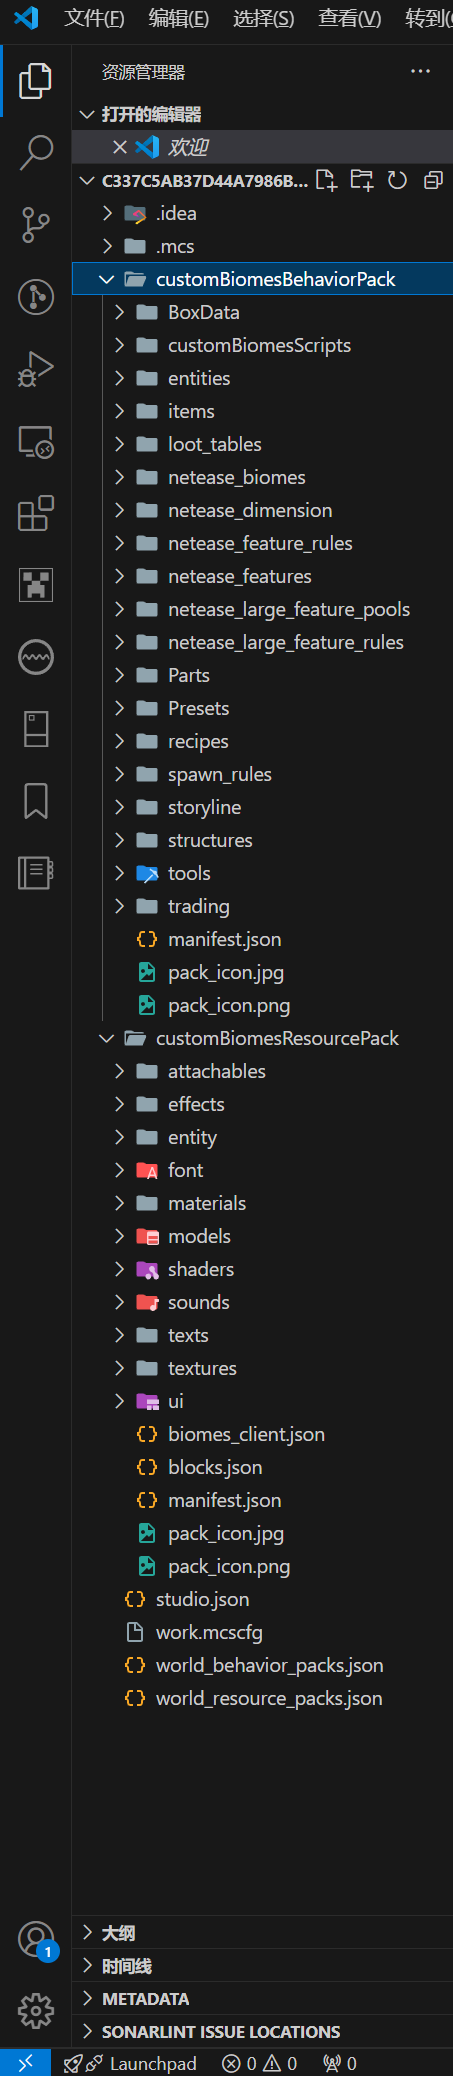 文件(F) 编辑(E) 选择(S) 查看(V) 转到(
资源管理器
打开的编辑器
欢迎
C337C5AB37D44A7986B...
.idea
.mcs
customBiomesBehaviorPack
BoxData
customBiomesScripts
entities
items
loot_tables
netease_biomes
netease_dimension
netease_feature_rules
netease_features
netease_large_feature_pools
netease_large_feature_rules
Parts
Presets
recipes
spawn_rules
storyline
structures
tools
trading
manifest.json
pack_icon.jpg
pack_icon.png
customBiomesResourcePack
attachables
effects
entity
font
materials
models
shaders
sounds
texts
textures
ui
biomes_client.json
blocks.json
manifest.json
pack_icon.jpg
pack_icon.png
studio.json
work.mcscfg
world_behavior_packs.json
world_resource_packs.json
大纲
1
时间线
METADATA
SONARLINT ISSUE LOCATIONS
Launchpad 0 0 0